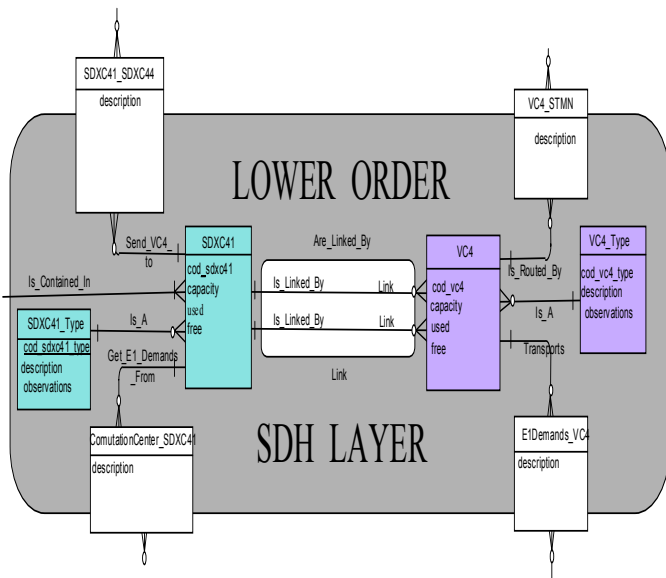 SDXC41_SDXC44
description
VC4_STMN
description
LOWER ORDER
Send_VC4_
to
SDXC41
cod_sdxo41
capacity
used
free
Are_Linked_By
VC4
cod_vc4
capacity
used
free
Is_Routed_By
VC4_Type
cod_vc4_type
description
observations
Is_Contained_In
Is_Linked_By
Link
Is_Linked_By
Link
Is_A
SDXC41_Type
cod_sdxo41_type
description
observations
Is_A
Get_E1_Demands
_From
Link
Transports
ComutationCenter_SDXC41
description
SDH LAYER
E1Demands_VC4
description